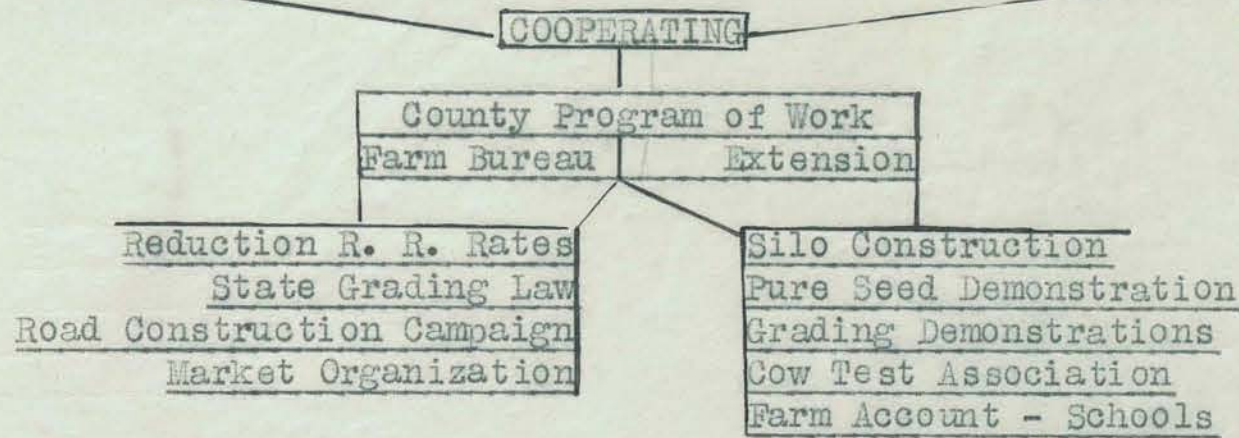 COOPERATING
County Program of Work
Farm Bureau Extension
Reduction R. R. Rates
State Grading Law
Road Construction Campaign
Market Organization
Silo Construction
Pure Seed Demonstration
Grading Demonstrations
Cow Test Association
Farm Account - Schools